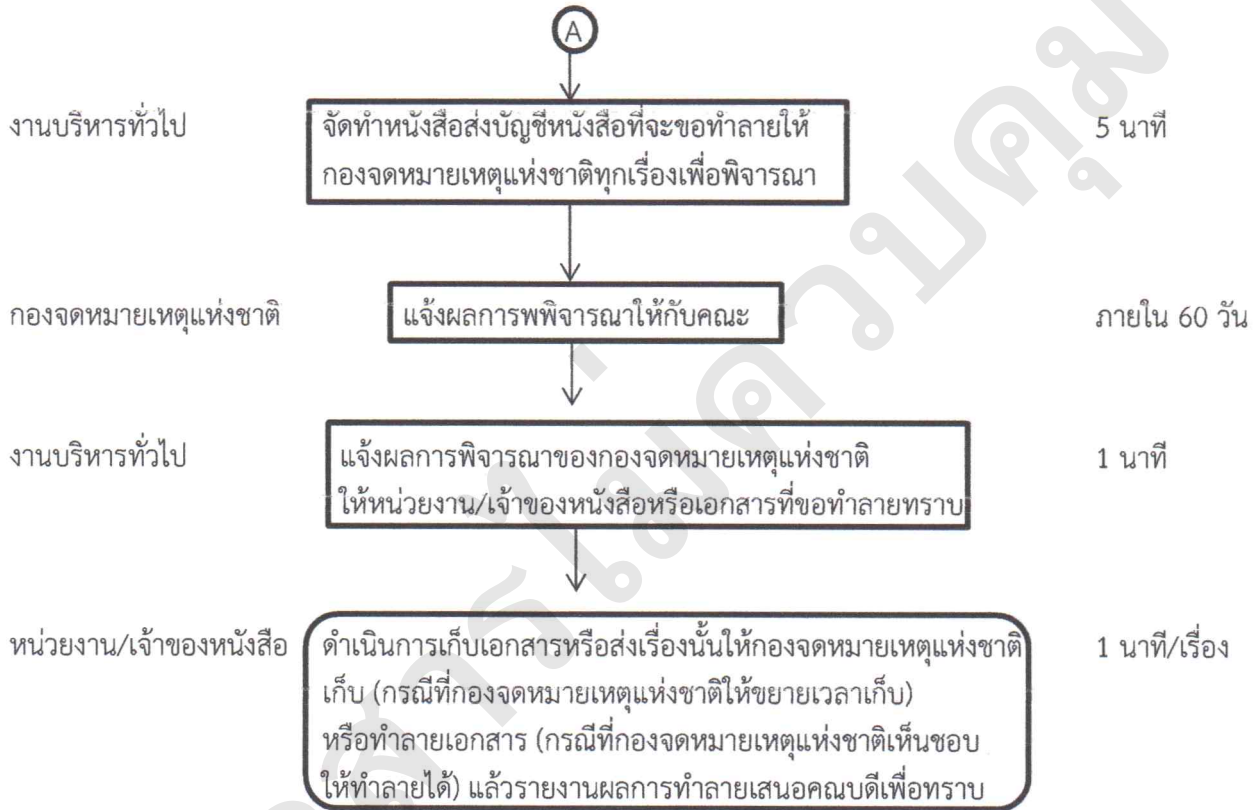 A
งานบริหารทั่วไป
จัดทำหนังสือส่งบัญชีหนังสือที่จะขอทำลายให้
กองจดหมายเหตุแห่งชาติทุกเรื่องเพื่อพิจารณา
5 นาที
กองจดหมายเหตุแห่งชาติ
แจ้งผลการพพิจารณาให้กับคณะ
ภายใน 60 วัน
งานบริหารทั่วไป
แจ้งผลการพิจารณาของกองจดหมายเหตุแห่งชาติ
ให้หน่วยงาน/เจ้าของหนังสือหรือเอกสารที่ขอทำลายทราบ
1 นาที
หน่วยงาน/เจ้าของหนังสือ
ดำเนินการเก็บเอกสารหรือส่งเรื่องนั้นให้กองจดหมายเหตุแห่งชาติ
เก็บ (กรณีที่กองจดหมายเหตุแห่งชาติให้ขยายเวลาเก็บ)
หรือทำลายเอกสาร (กรณีที่กองจดหมายเหตุแห่งชาติเห็นชอบ
ให้ทำลายได้) แล้วรายงานผลการทำลายเสนอคณบดีเพื่อทราบ
1 นาที/เรื่อง
สารไม่ควบคุม